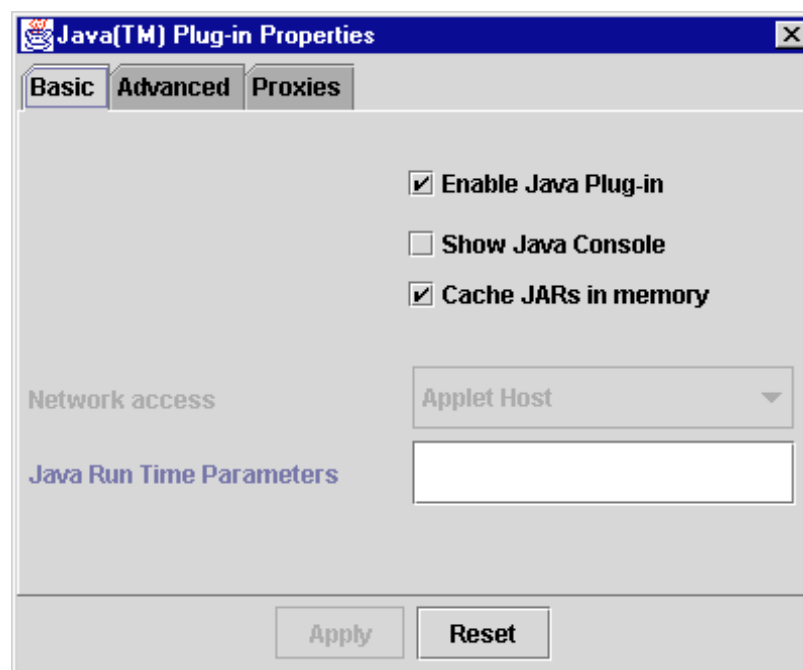 Java(TM) Plug-in Properties
Basic Advanced Proxies
Enable Java Plug-in
Show Java Console
Cache JARs in memory
Network access Applet Host
Java Run Time Parameters
Apply Reset